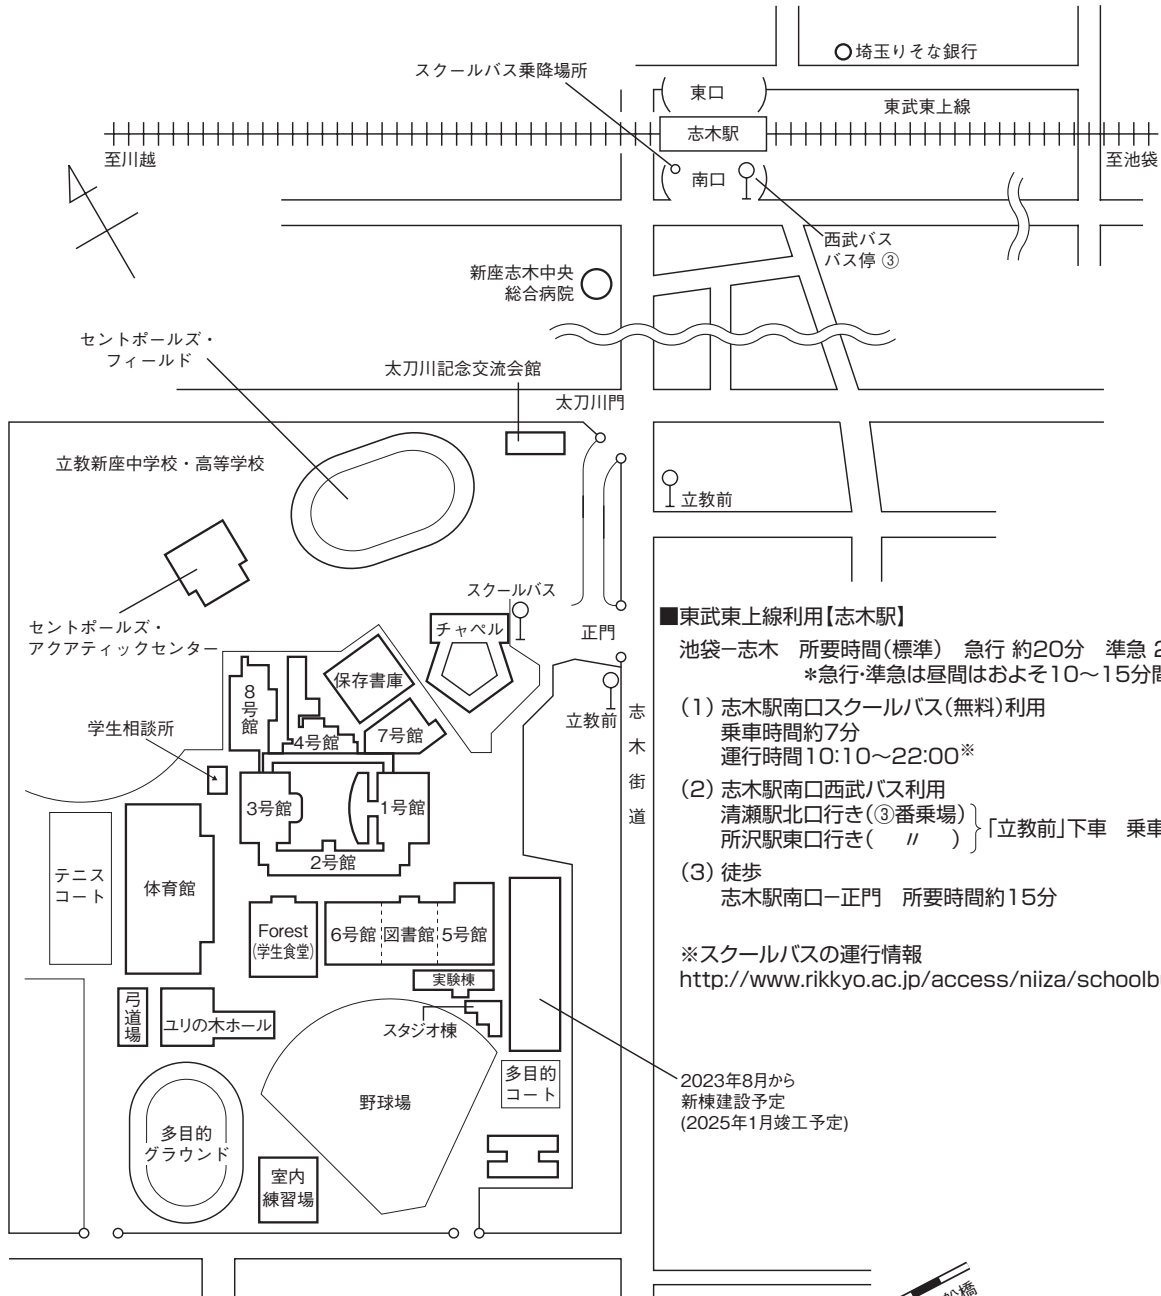 埼玉りそな銀行
スクールバス乗降場所
東口
東武東上線
志木駅
至川越
至池袋
南口
西武バス
バス停 ③
新座志木中央
総合病院
セントポールズ・
フィールド
太刀川記念交流会館
太刀川門
立教新座中学校・高等学校
立教前
スクールバス
チャペル
正門
セントポールズ・
アクアティックセンター
保存書庫
8号館
立教前
志木街道
学生相談所
4号館
7号館
3号館
1号館
2号館
テニス
コート
体育館
Forest
(学生食堂)
6号館
図書館
5号館
実験棟
弓道場
ユリの木ホール
スタジオ棟
多目的
コート
野球場
多目的
グラウンド
室内
練習場
2023年8月から
新棟建設予定
(2025年1月竣工予定)
■東武東上線利用【志木駅】
池袋−志木 所要時間(標準) 急行 約20分 準急 2
*急行・準急は昼間はおよそ10〜15分間
(1) 志木駅南口スクールバス(無料)利用
乗車時間約7分
運行時間10:10〜22:00※
(2) 志木駅南口西武バス利用
清瀬駅北口行き(③番乗場)
所沢駅東口行き( 〃 )
「立教前」下車 乗車
(3) 徒歩
志木駅南口−正門 所要時間約15分
※スクールバスの運行情報
http://www.rikkyo.ac.jp/access/niiza/schoolb
船橋